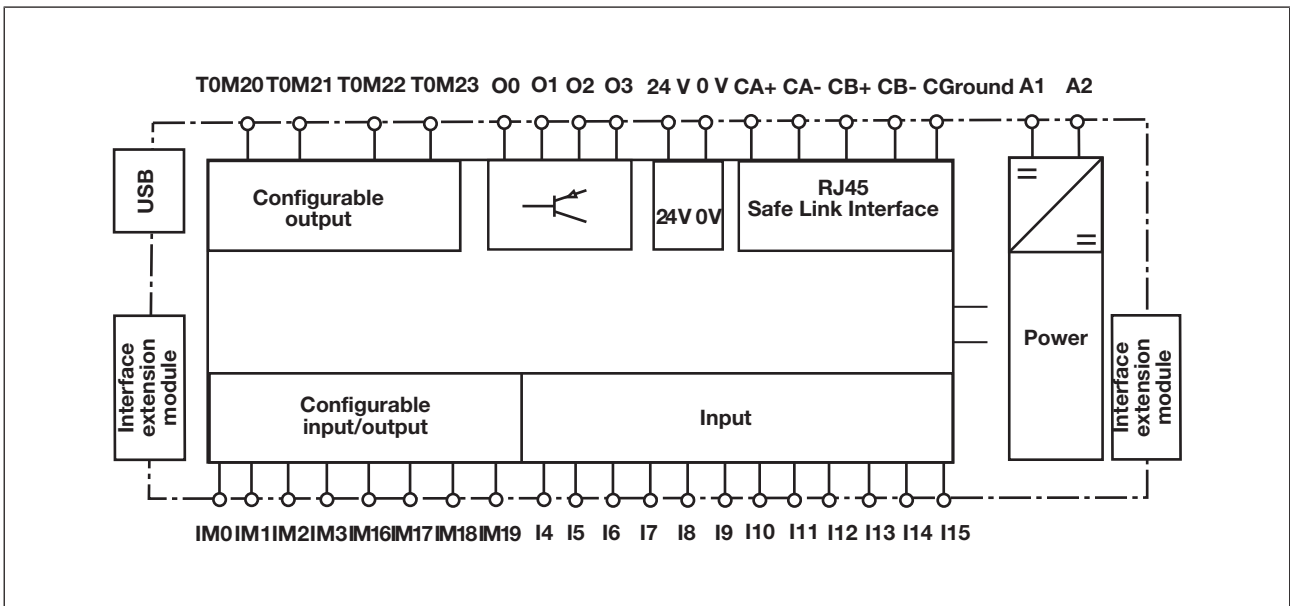 T0M20 T0M21 T0M22 T0M23 O0 O1 O2 O3 24 V 0 V CA+ CA- CB+ CB- CGround A1 A2
USB
Configurable
output
24V 0V
RJ45
Safe Link Interface
Interface
extension
module
Power
Interface
extension
module
Configurable
input/output
Input
IM0 IM1 IM2 IM3 IM16 IM17 IM18 IM19 I4 I5 I6 I7 I8 I9 I10 I11 I12 I13 I14 I15